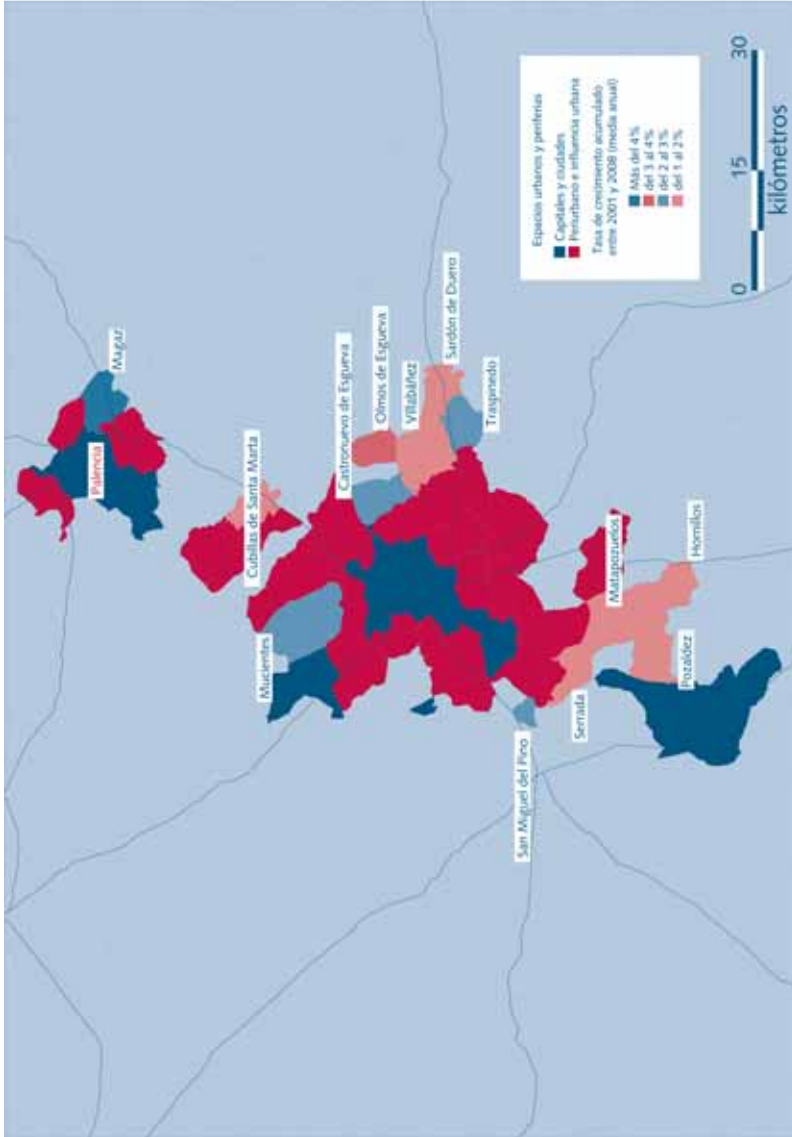 Magaz
Palencia
Cubillas de Santa Marta
Castronuevo de Esgueva
Olmos de Esgueva
Villabáñez
Sardón de Duero
Traspinedo
Mucientes
San Miguel del Pino
Serrada
Matapozuelos
Pozaldez
Hornillos
Espacios urbanos y periferias
Capitales y ciudades
Periurbano e influencia urbana
Tasa de crecimiento acumulado
entre 2001 y 2008 (media anual)
Más del 4%
del 3 al 4%
del 2 al 3%
del 1 al 2%
0 15 30
kilómetros